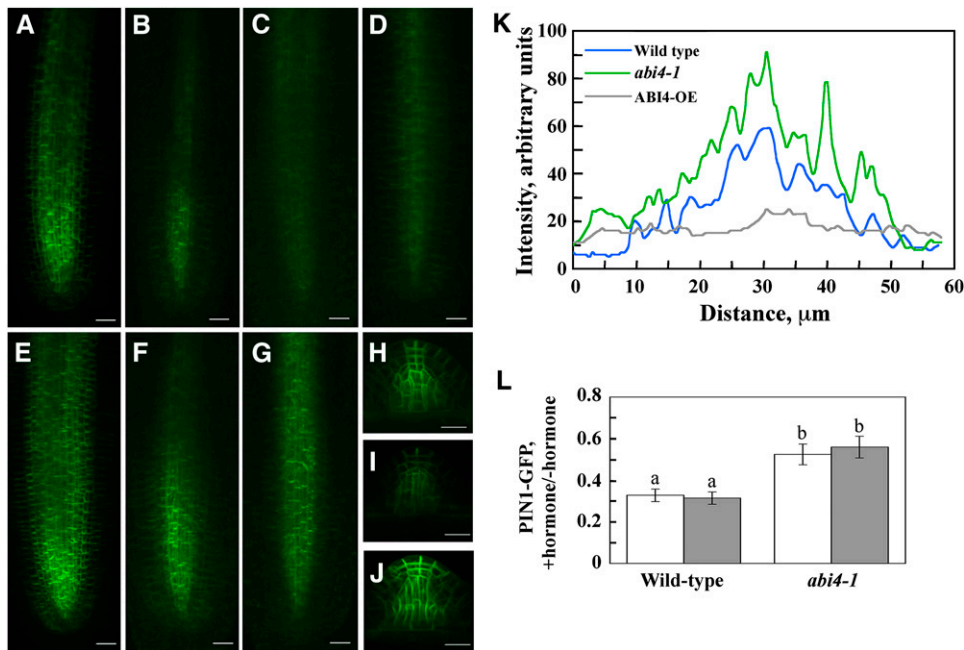 A B C D
E F G H
I
J
K
Intensity, arbitrary units
100
80
60
40
20
0
Wild type
abi4-1
ABI4-OE
0 10 20 30 40 50 60
Distance, μm
L
PIN1-GFP,
+hormone/-hormone
0.8
0.6
0.4
0.2
0
a a b b
Wild-type abi4-1